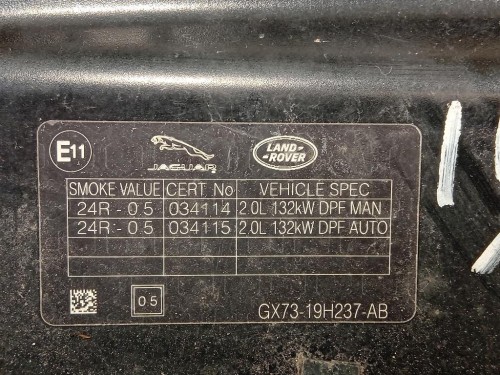 E11 JAGUAR LAND-ROVER
SMOKE VALUE CERT. No VEHICLE SPEC
24R - 0 5 034114 2.0L 132kW DPF MAN
24R - 0 5 034115 2.0L 132kW DPF AUTO
0 5 GX73-19H237-AB